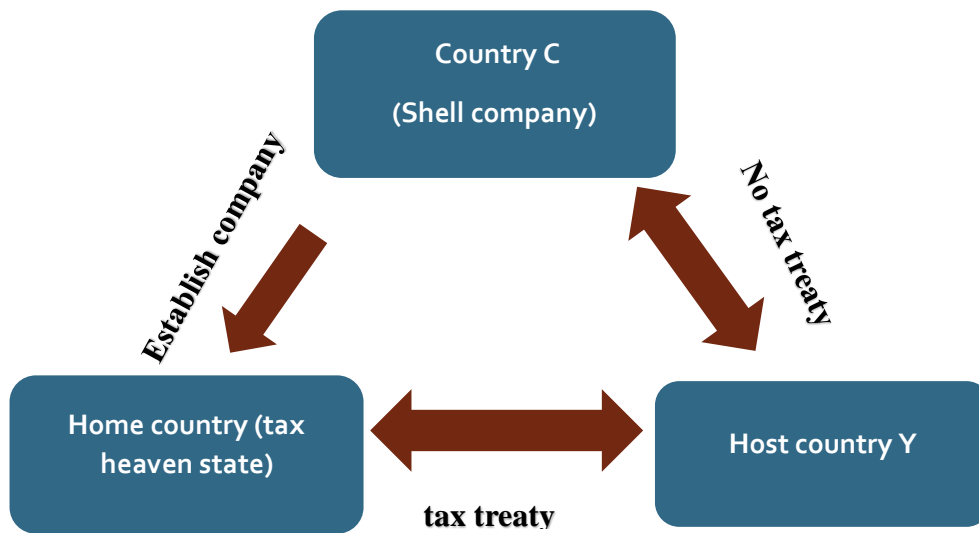 Country C
(Shell company)
Establish company
No tax treaty
Home country (tax
heaven state)
Host country Y
tax treaty